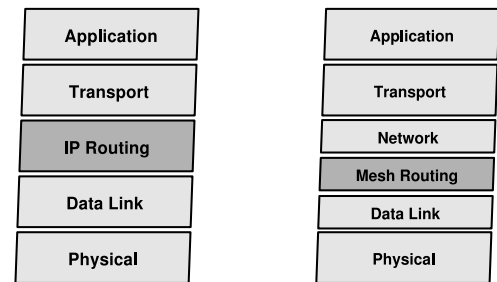 Application
Transport
IP Routing
Data Link
Physical
Application
Transport
Network
Mesh Routing
Data Link
Physical